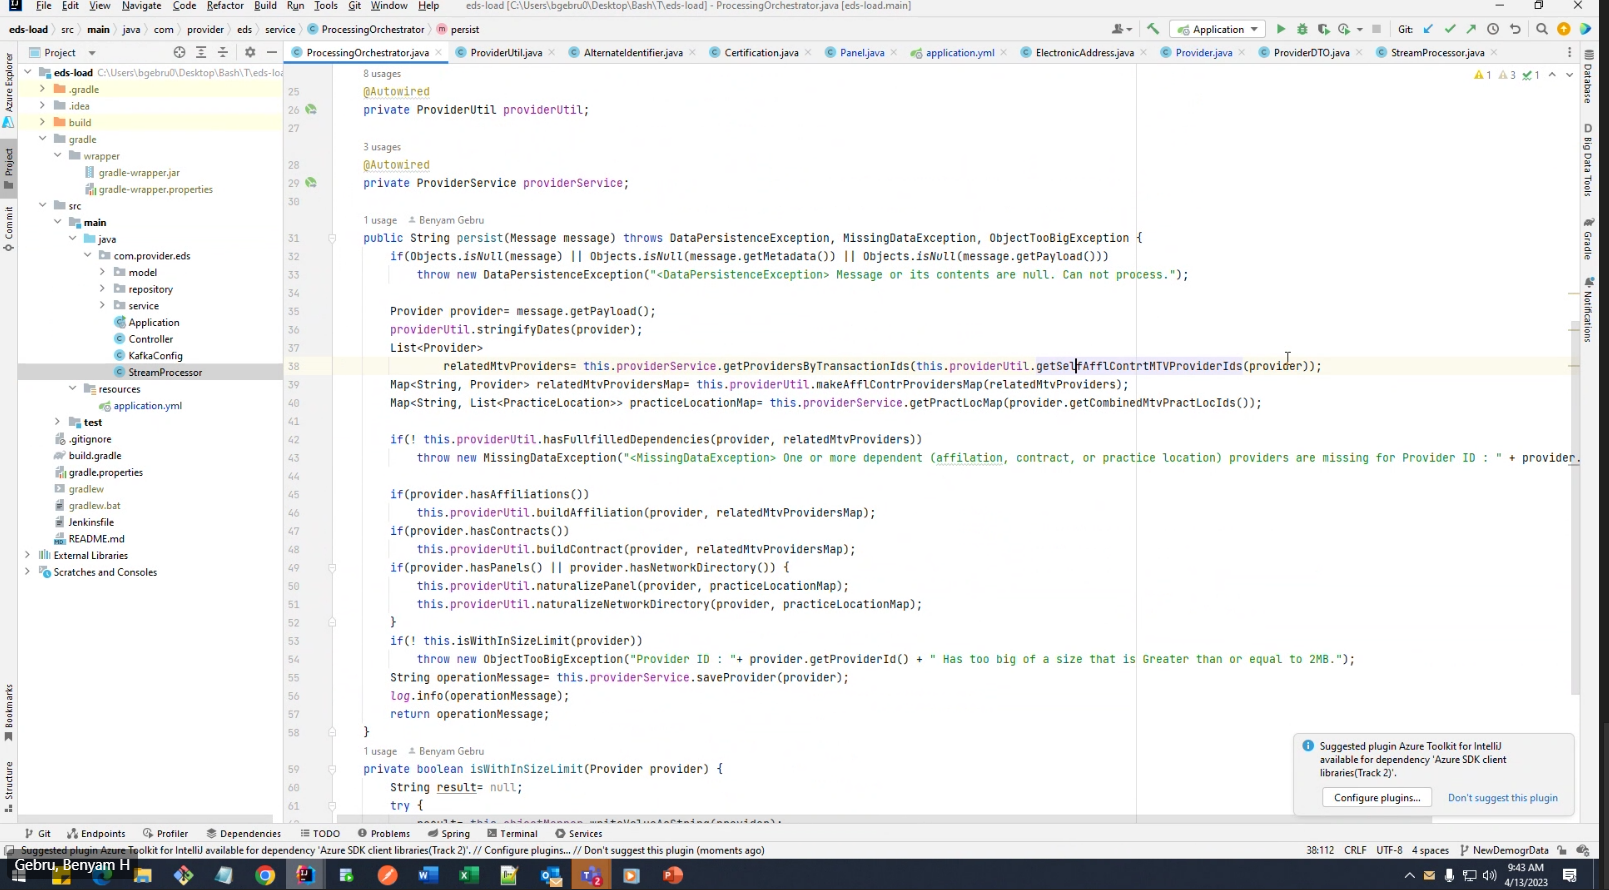 File Edit View Navigate Code Refactor Build Run Tools Git Window Help eds-load [C:\Users\bgebru0\Desktop\Bash\T\eds-load] - ProcessingOrchestrator.java [eds-load.main]
eds-load > src > main > java > com > provider > eds > service > ProcessingOrchestrator > persist
Application
Git:
Project
ProcessingOrchestrator.java ProviderUtil.java AlternateIdentifier.java Certification.java Panel.java application.yml ElectronicAddress.java Provider.java ProviderDTO.java StreamProcessor.java
eds-load C:\Users\bgebru0\Desktop\Bash\T\eds-loa
.gradle
.idea
build
gradle
wrapper
gradle-wrapper.jar
gradle-wrapper.properties
src
main
java
com.provider.eds
model
repository
service
Application
Controller
KafkaConfig
StreamProcessor
resources
application.yml
test
.gitignore
build.gradle
gradle.properties
gradlew
gradlew.bat
Jenkinsfile
README.md
External Libraries
Scratches and Consoles
Azure Explorer
Project
Commit
Bookmarks
Structure
1 3 1
8 usages
25 @Autowired
26 private ProviderUtil providerUtil;
27
3 usages
28 @Autowired
29 private ProviderService providerService;
30
1 usage Benyam Gebru
31 public String persist(Message message) throws DataPersistenceException, MissingDataException, ObjectTooBigException {
32 if(Objects.isNull(message) || Objects.isNull(message.getMetadata()) || Objects.isNull(message.getPayload()))
33 throw new DataPersistenceException("<DataPersistenceException> Message or its contents are null. Can not process.");
34
35 Provider provider= message.getPayload();
36 providerUtil.stringifyDates(provider);
37 List<Provider>
38 relatedMtvProviders= this.providerService.getProvidersByTransactionIds(this.providerUtil.getSelfAfflContrtMTVProviderIds(provider));
39 Map<String, Provider> relatedMtvProvidersMap= this.providerUtil.makeAfflContrProvidersMap(relatedMtvProviders);
40 Map<String, List<PracticeLocation>> practiceLocationMap= this.providerService.getPractLocMap(provider.getCombinedMtvPractLocIds());
41
42 if(! this.providerUtil.hasFullfilledDependencies(provider, relatedMtvProviders))
43 throw new MissingDataException("<MissingDataException> One or more dependent (affilation, contract, or practice location) providers are missing for Provider ID : " + provider.
44
45 if(provider.hasAffiliations())
46 this.providerUtil.buildAffiliation(provider, relatedMtvProvidersMap);
47 if(provider.hasContracts())
48 this.providerUtil.buildContract(provider, relatedMtvProvidersMap);
49 if(provider.hasPanels() || provider.hasNetworkDirectory()) {
50 this.providerUtil.naturalizePanel(provider, practiceLocationMap);
51 this.providerUtil.naturalizeNetworkDirectory(provider, practiceLocationMap);
52 }
53 if(! this.isWithInSizeLimit(provider))
54 throw new ObjectTooBigException("Provider ID : "+ provider.getProviderId() + " Has too big of a size that is Greater than or equal to 2MB.");
55 String operationMessage= this.providerService.saveProvider(provider);
56 log.info(operationMessage);
57 return operationMessage;
58 }
1 usage Benyam Gebru
59 private boolean isWithInSizeLimit(Provider provider) {
60 String result= null;
61 try {
Database
Big Data Tools
Gradle
Notifications
Suggested plugin Azure Toolkit for IntelliJ
available for dependency 'Azure SDK client
libraries(Track 2)'.
Configure plugins... Don't suggest this plugin
Git Endpoints Profiler Dependencies TODO Problems Spring Terminal Services
Suggested plugin Azure Toolkit for IntelliJ available for dependency 'Azure SDK client libraries(Track 2)'. // Configure plugins... // Don't suggest this plugin (moments ago)
38:112 CRLF UTF-8 4 spaces NewDemogrData
Gebru, Benyam H
9:43 AM
4/13/2023